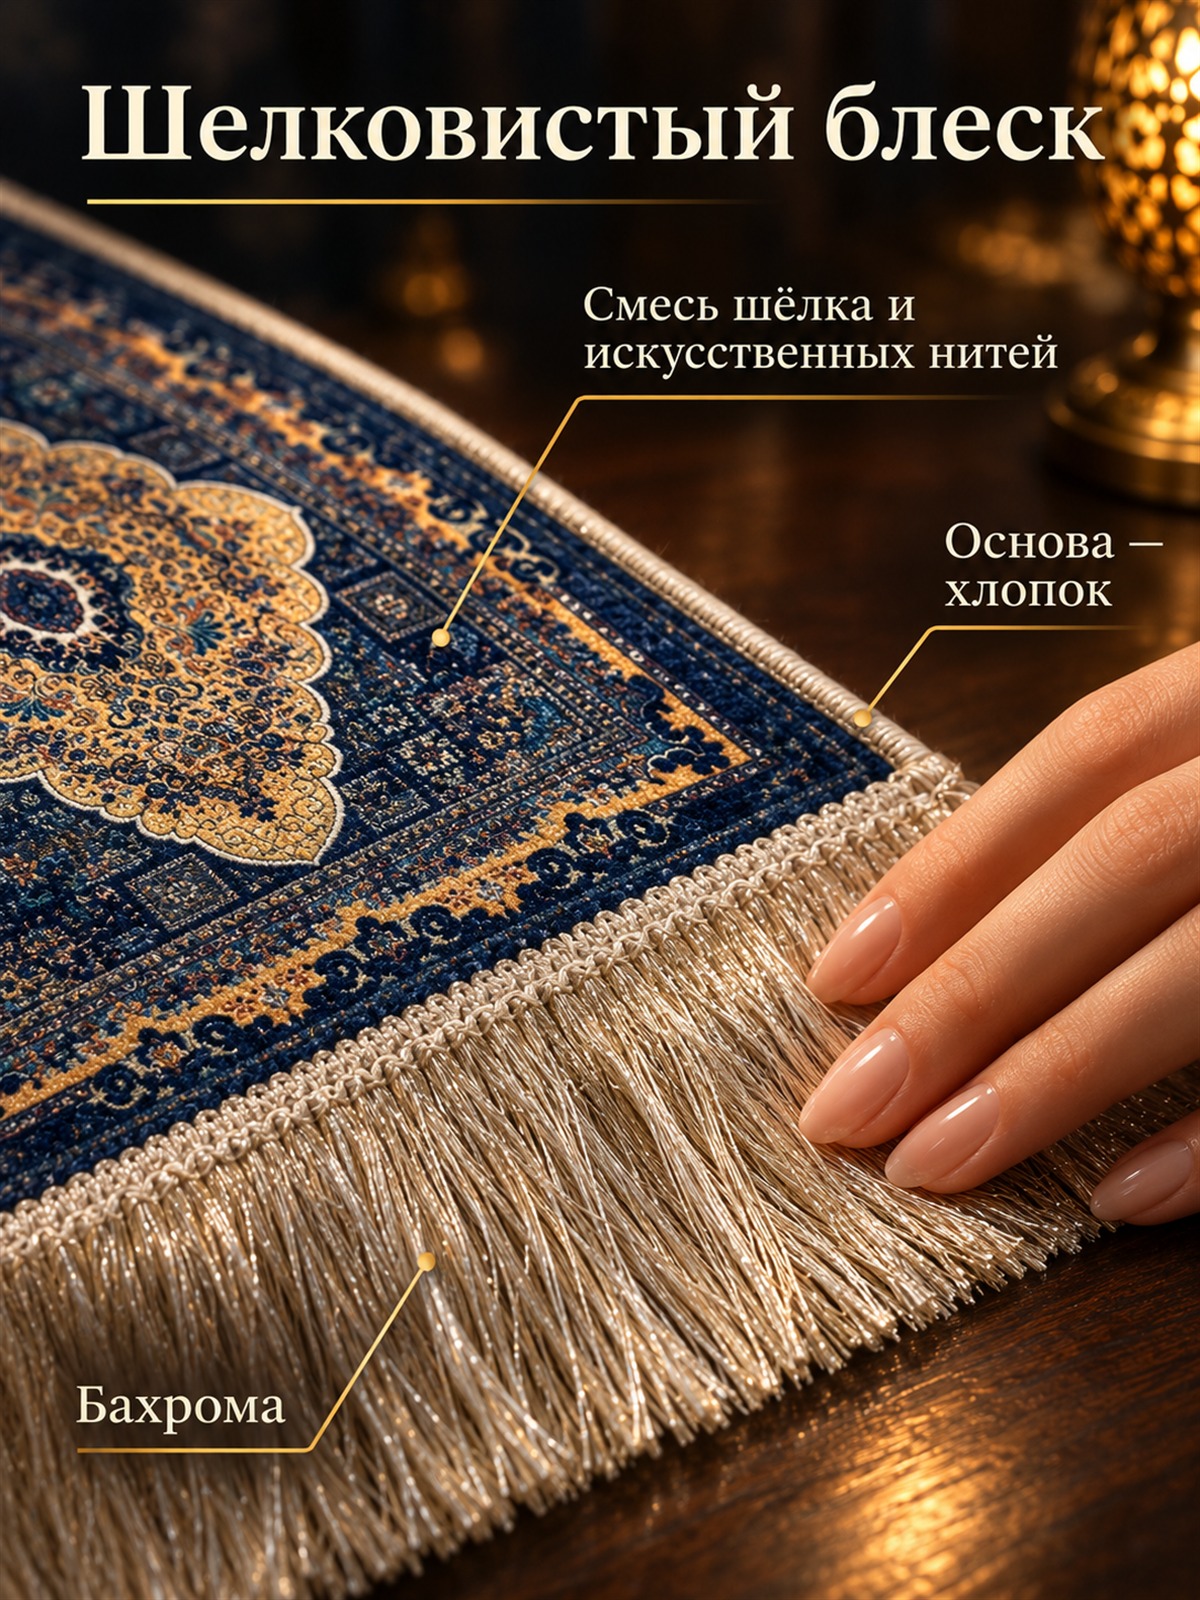 Шелковистый блеск
Смесь шёлка и
искусственных нитей
Основа —
хлопок
Бахрома